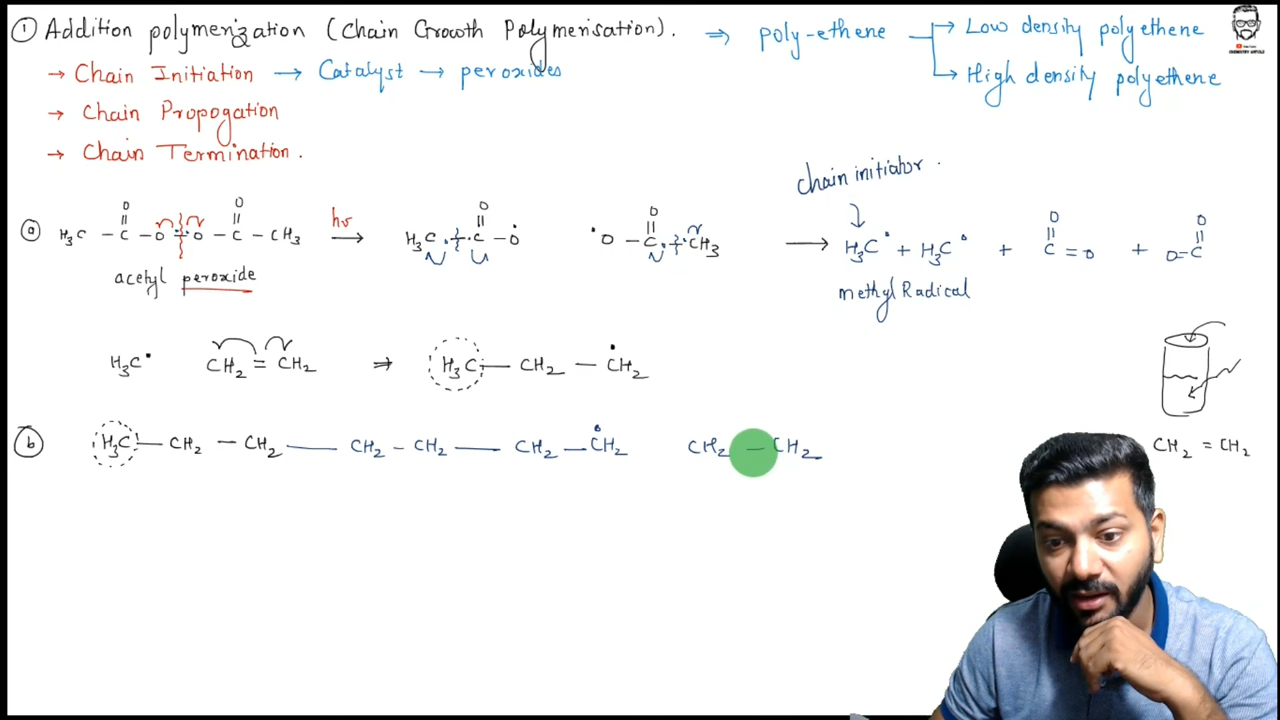 ① Addition polymerization (Chain Growth Polymerisation). ⇒ poly-ethene → Low density polyethene
→ High density polyethene
→ Chain Initiation → Catalyst → peroxides
→ Chain Propogation
→ Chain Termination.
chain initiator.
ⓐ H₃C – C – O – O – C – CH₃ hν → H₃C – C – O• •O – C – CH₃ → H₃C• + H₃C• + C = O + O = C
O O O O O O
acetyl peroxide
methyl Radical
H₃C• CH₂ = CH₂ ⇒ H₃C – CH₂ – ĊH₂
ⓑ H₃C – CH₂ – CH₂ – CH₂ – CH₂ – CH₂ – ĊH₂ CH₂ – CH₂
CH₂ = CH₂